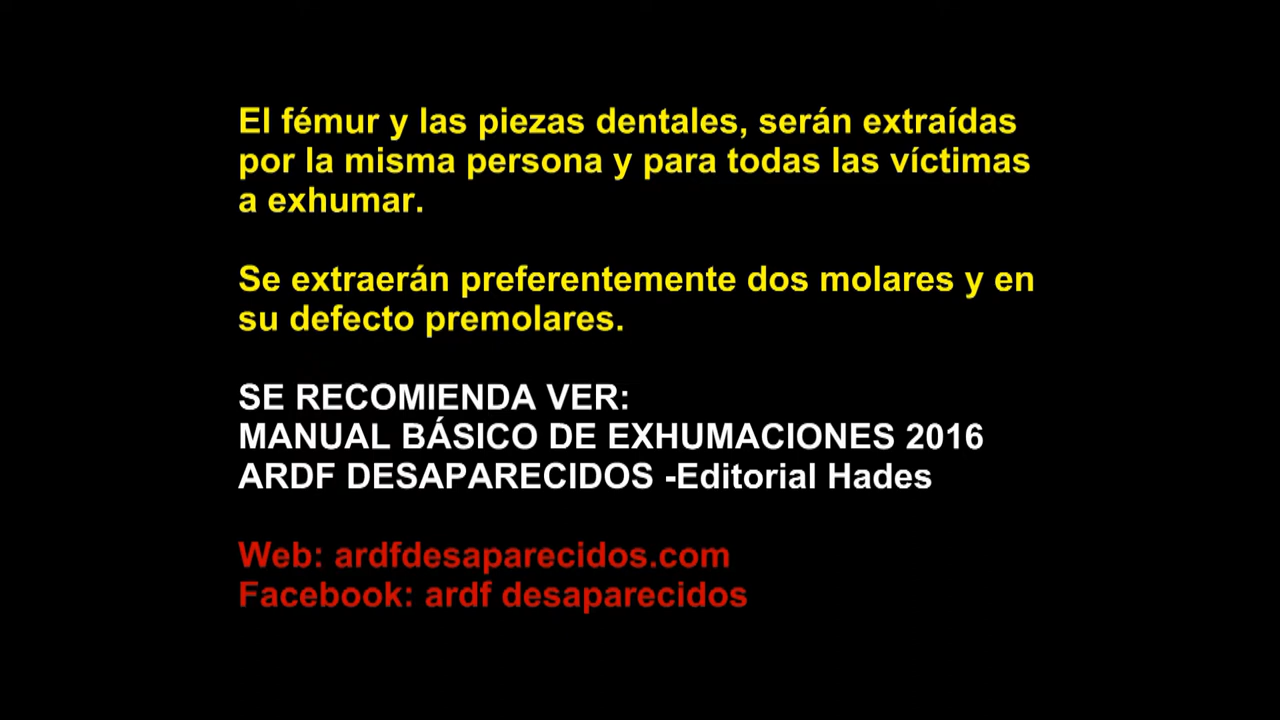 El fémur y las piezas dentales, serán extraídas
por la misma persona y para todas las víctimas
a exhumar.
Se extraerán preferentemente dos molares y en
su defecto premolares.
SE RECOMIENDA VER:
MANUAL BÁSICO DE EXHUMACIONES 2016
ARDF DESAPARECIDOS -Editorial Hades
Web: ardfdesaparecidos.com
Facebook: ardf desaparecidos